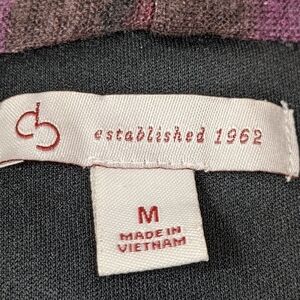 cb established 1962
M
MADE IN
VIETNAM